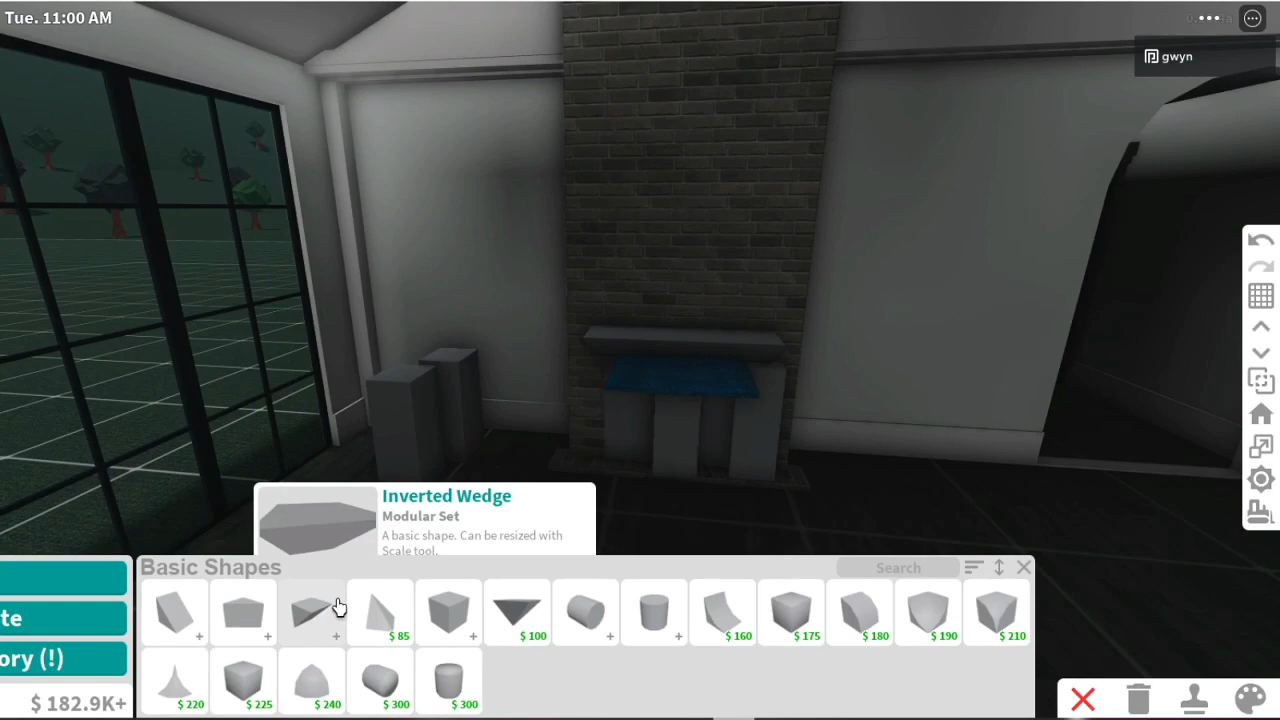 Tue. 11:00 AM
gwyn
Inverted Wedge
Modular Set
A basic shape. Can be resized with
Scale tool.
Basic Shapes
Search
te
+ + + $ 85 + $ 100 + + $ 160 $ 175 $ 180 $ 190 $ 210
ory (!)
$ 182.9K+
$ 220 $ 225 $ 240 $ 300 $ 300